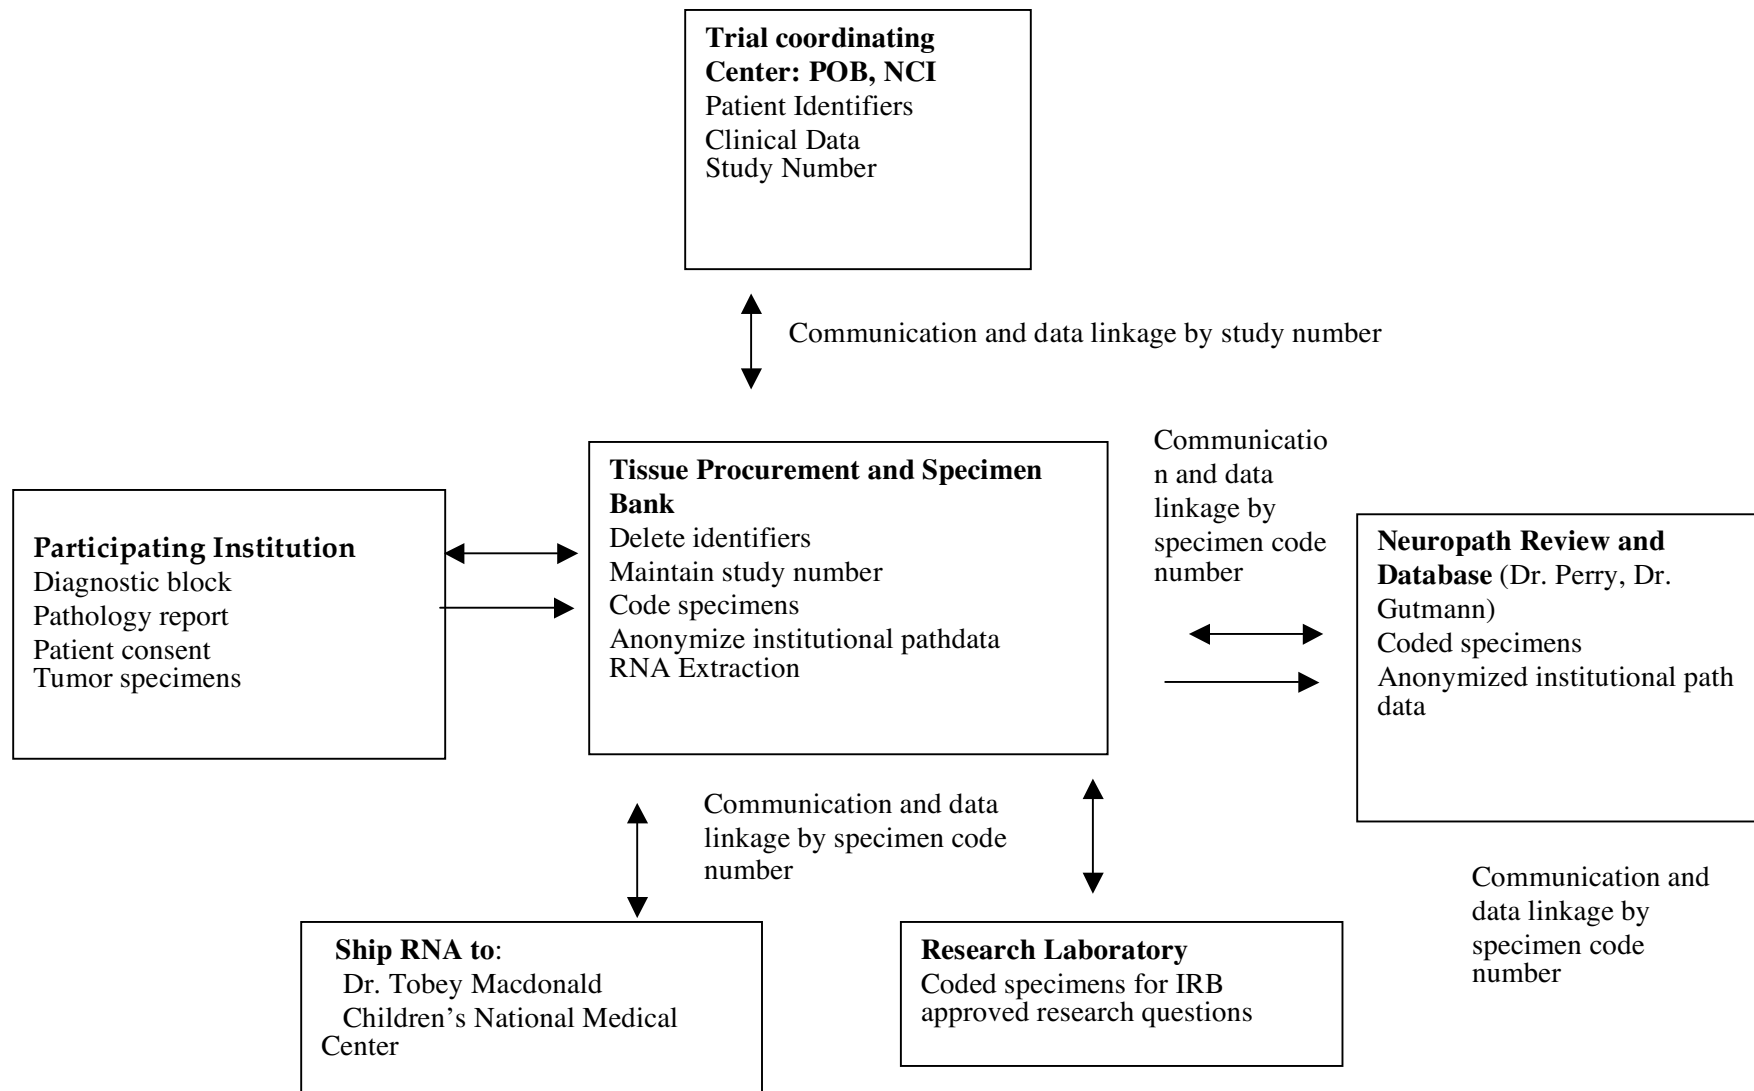 Trial coordinating
Center: POB, NCI
Patient Identifiers
Clinical Data
Study Number
Communication and data linkage by study number
Participating Institution
Diagnostic block
Pathology report
Patient consent
Tumor specimens
Tissue Procurement and Specimen
Bank
Delete identifiers
Maintain study number
Code specimens
Anonymize institutional pathdata
RNA Extraction
Communicatio
n and data
linkage by
specimen code
number
Neuropath Review and
Database (Dr. Perry, Dr.
Gutmann)
Coded specimens
Anonymized institutional path
data
Communication and data
linkage by specimen code
number
Communication and
data linkage by
specimen code
number
Ship RNA to:
Dr. Tobey Macdonald
Children’s National Medical
Center
Research Laboratory
Coded specimens for IRB
approved research questions